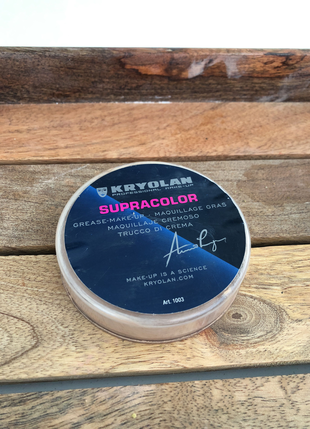 KRYOLAN
PROFESSIONAL MAKE-UP
SUPRACOLOR
GREASE-MAKE-UP - MAQUILLAGE GRAS
MAQUILLAJE CREMOSO
TRUCCO DI CREMA
MAKE-UP IS A SCIENCE
KRYOLAN.COM
Art. 1003